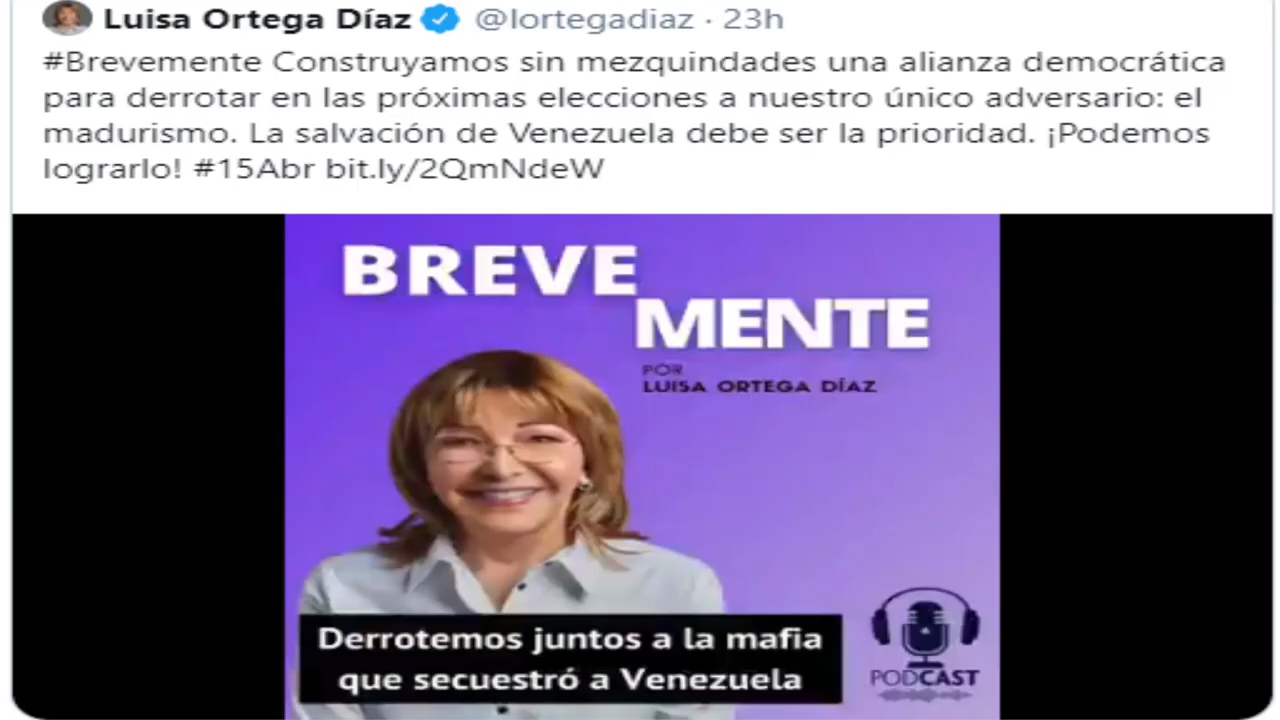 Luisa Ortega Díaz @lortegadiaz · 23h
#Brevemente Construyamos sin mezquindades una alianza democrática
para derrotar en las próximas elecciones a nuestro único adversario: el
madurismo. La salvación de Venezuela debe ser la prioridad. ¡Podemos
lograrlo! #15Abr bit.ly/2QmNdeW
BREVE
MENTE
POR
LUISA ORTEGA DÍAZ
Derrotemos juntos a la mafia
que secuestró a Venezuela
PODCAST